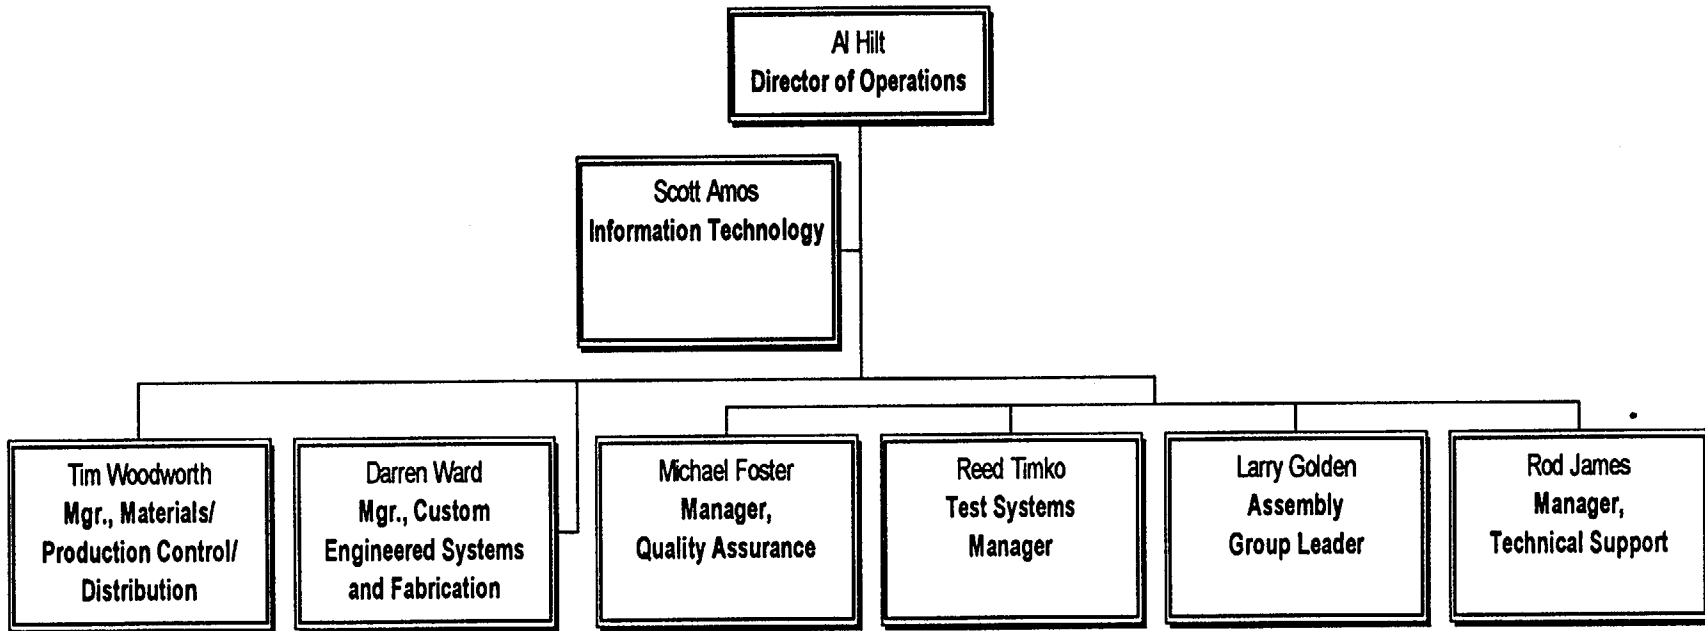 Al Hilt
Director of Operations
Scott Amos
Information Technology
Tim Woodworth
Mgr., Materials/
Production Control/
Distribution
Darren Ward
Mgr., Custom
Engineered Systems
and Fabrication
Michael Foster
Manager,
Quality Assurance
Reed Timko
Test Systems
Manager
Larry Golden
Assembly
Group Leader
Rod James
Manager,
Technical Support